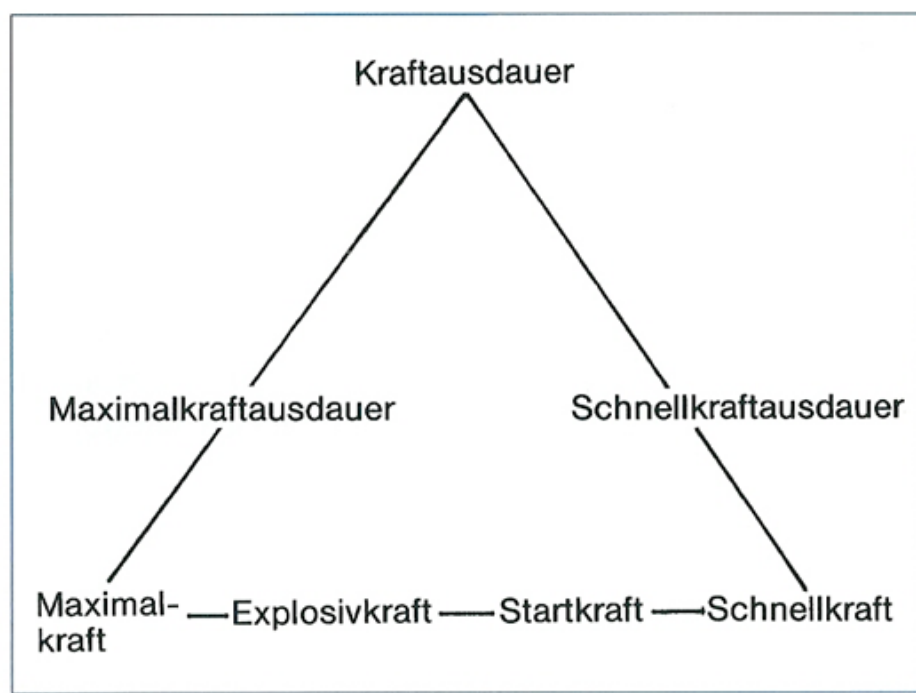 Kraftausdauer
Maximalkraftausdauer Schnellkraftausdauer
Maximal-
kraft
Explosivkraft Startkraft Schnellkraft